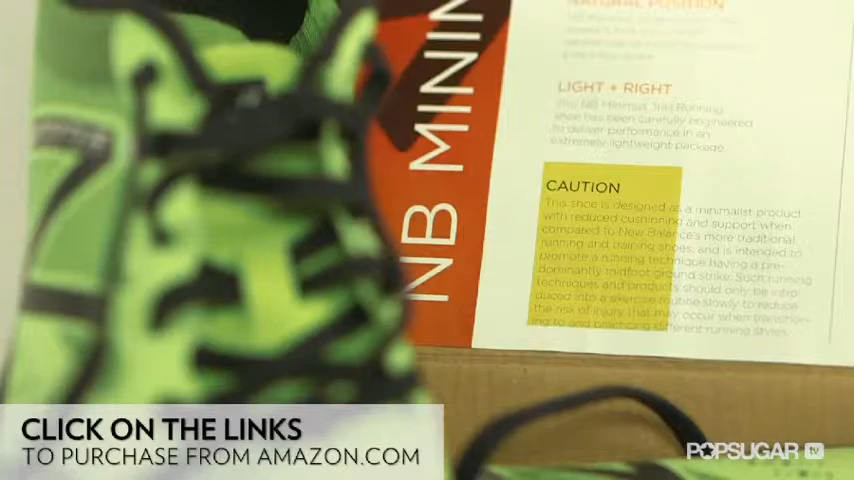 NATURAL POSITION
LIGHT + RIGHT
The NB Minimus Trail Running
shoe has been carefully engineered
to deliver performance in an
extremely lightweight package.
CAUTION
This shoe is designed as a minimalist product
with reduced cushioning and support when
compared to New Balance's more traditional
running and training shoes, and is intended to
promote a running technique having a pre-
dominantly midfoot ground strike. Such running
techniques and products should only be intro
duced into a exercise routine slowly to reduce
the risk of injury that may occur when transition-
ing to and practicing different running styles.
NB MINIM
7
CLICK ON THE LINKS
TO PURCHASE FROM AMAZON.COM
POPSUGAR TV